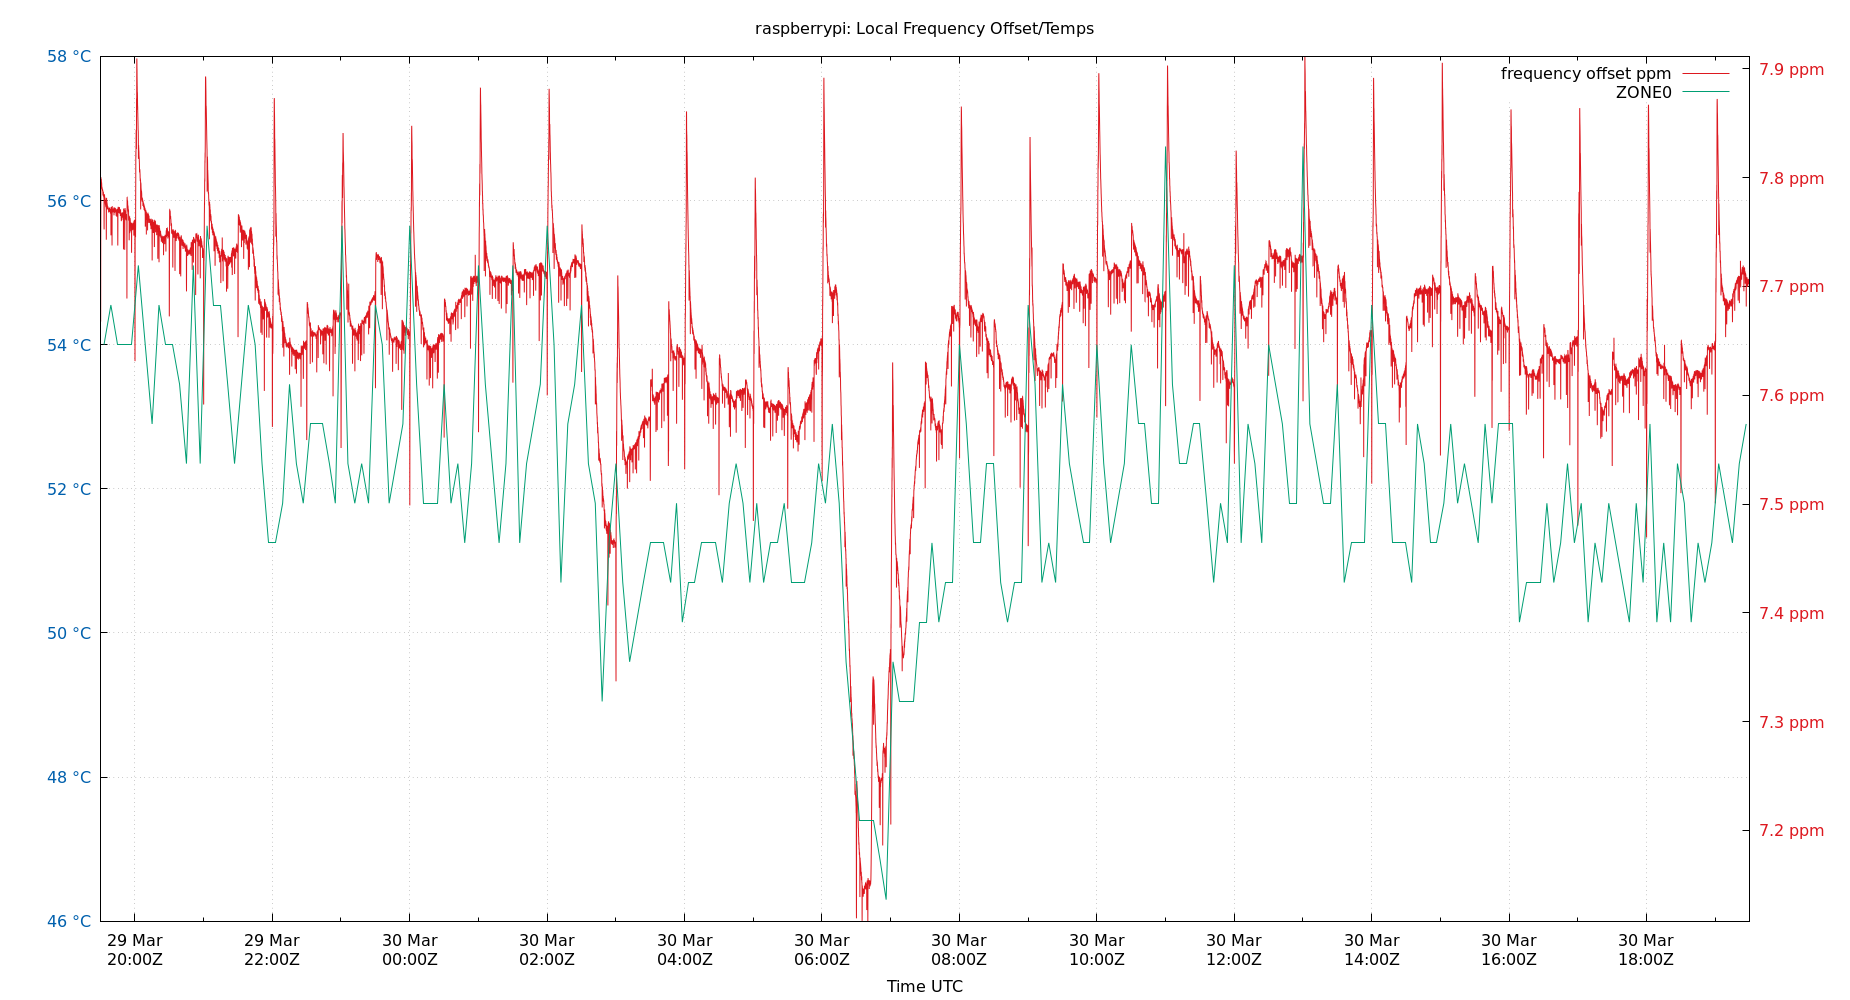 raspberrypi: Local Frequency Offset/Temps
58 °C
56 °C
54 °C
52 °C
50 °C
48 °C
46 °C
7.9 ppm
7.8 ppm
7.7 ppm
7.6 ppm
7.5 ppm
7.4 ppm
7.3 ppm
7.2 ppm
frequency offset ppm
ZONE0
29 Mar
20:00Z
29 Mar
22:00Z
30 Mar
00:00Z
30 Mar
02:00Z
30 Mar
04:00Z
30 Mar
06:00Z
30 Mar
08:00Z
30 Mar
10:00Z
30 Mar
12:00Z
30 Mar
14:00Z
30 Mar
16:00Z
30 Mar
18:00Z
Time UTC